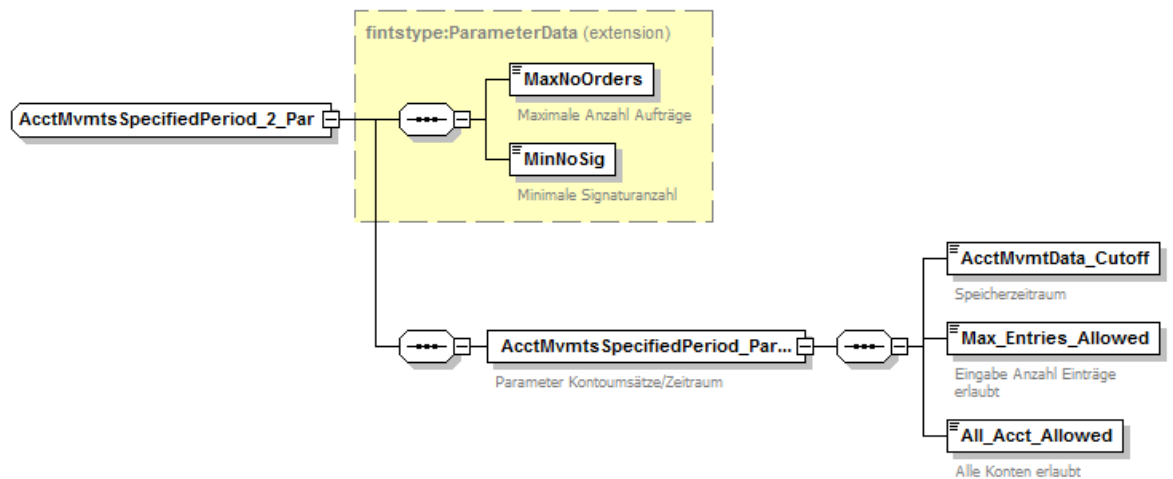 fintstype:ParameterData (extension)
MaxNoOrders
Maximale Anzahl Aufträge
AcctMvmtsSpecifiedPeriod_2_Par
MinNoSig
Minimale Signaturanzahl
AcctMvmtData_Cutoff
Speicherzeitraum
AcctMvmtsSpecifiedPeriod_Par...
Parameter Kontoumsätze/Zeitraum
Max_Entries_Allowed
Eingabe Anzahl Einträge
erlaubt
All_Acct_Allowed
Alle Konten erlaubt